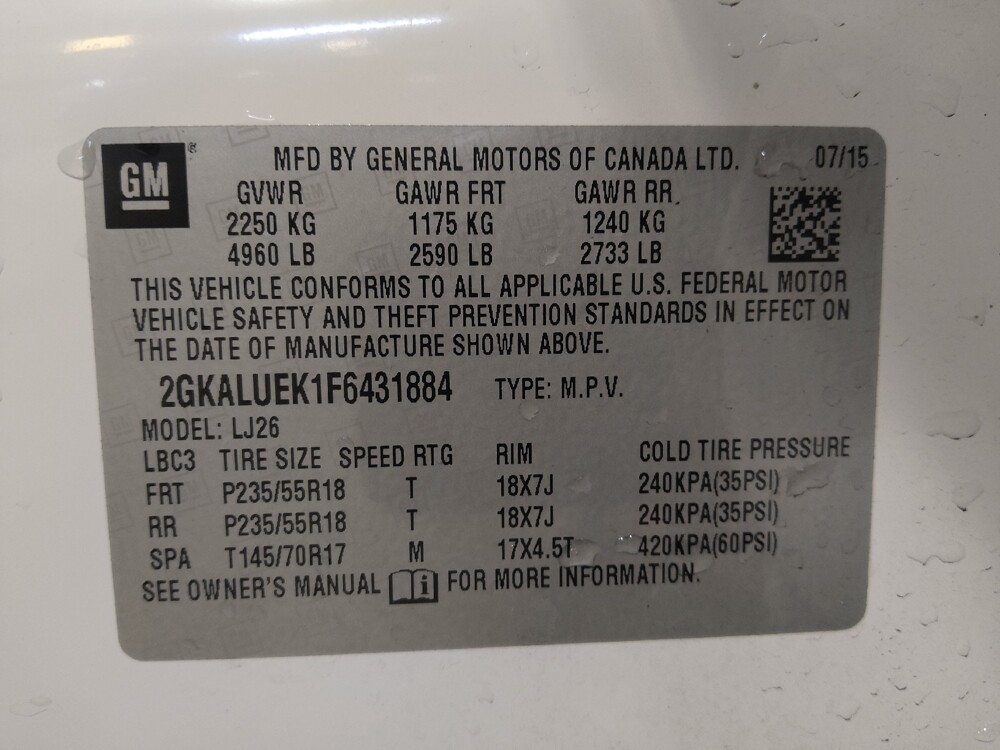 GM®
MFD BY GENERAL MOTORS OF CANADA LTD. 07/15
GVWR GAWR FRT GAWR RR
2250 KG 1175 KG 1240 KG
4960 LB 2590 LB 2733 LB
THIS VEHICLE CONFORMS TO ALL APPLICABLE U.S. FEDERAL MOTOR
VEHICLE SAFETY AND THEFT PREVENTION STANDARDS IN EFFECT ON
THE DATE OF MANUFACTURE SHOWN ABOVE.
2GKALUEK1F6431884 TYPE: M.P.V.
MODEL: LJ26
LBC3 TIRE SIZE SPEED RTG RIM COLD TIRE PRESSURE
FRT P235/55R18 T 18X7J 240KPA(35PSI)
RR P235/55R18 T 18X7J 240KPA(35PSI)
SPA T145/70R17 M 17X4.5T 420KPA(60PSI)
SEE OWNER'S MANUAL i FOR MORE INFORMATION.